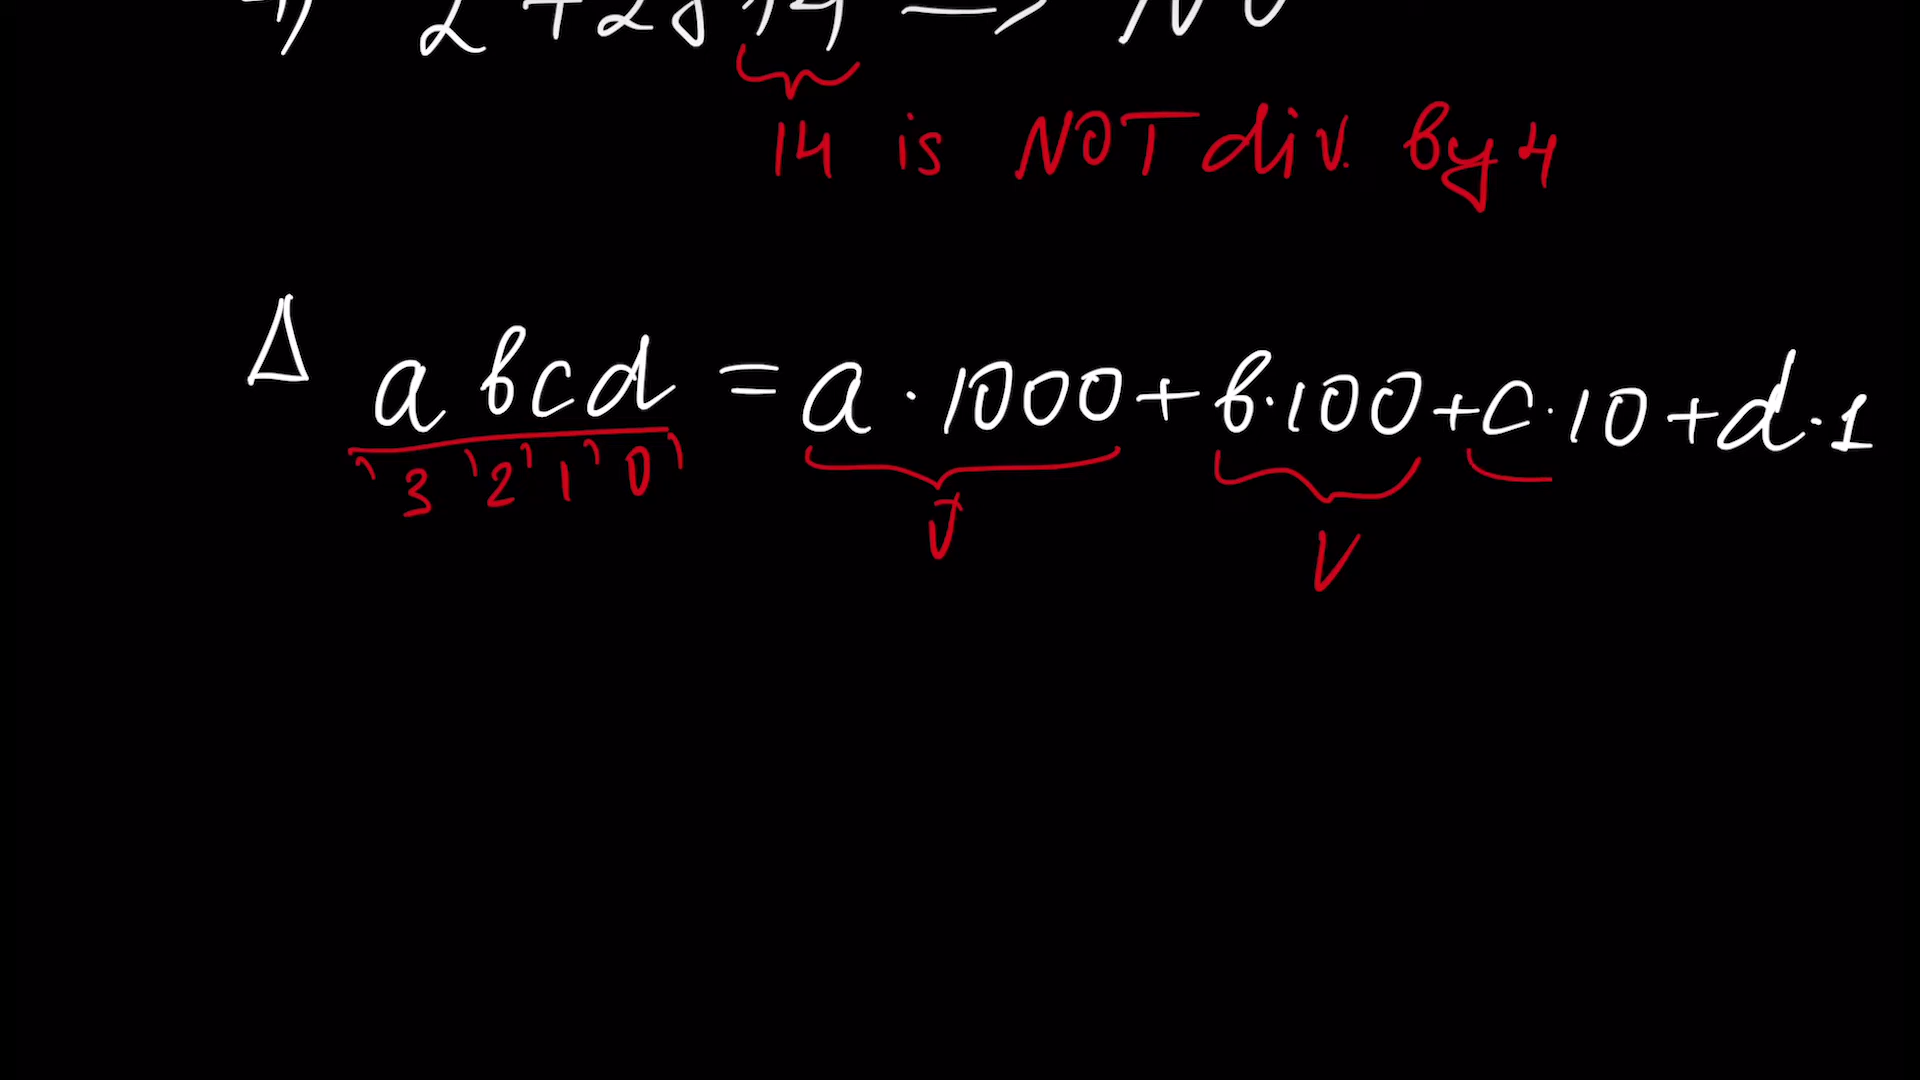 14 is NOT div. by 4
Δ abcd = a · 1000 + b · 100 + c · 10 + d · 1
3 2 1 0
V V